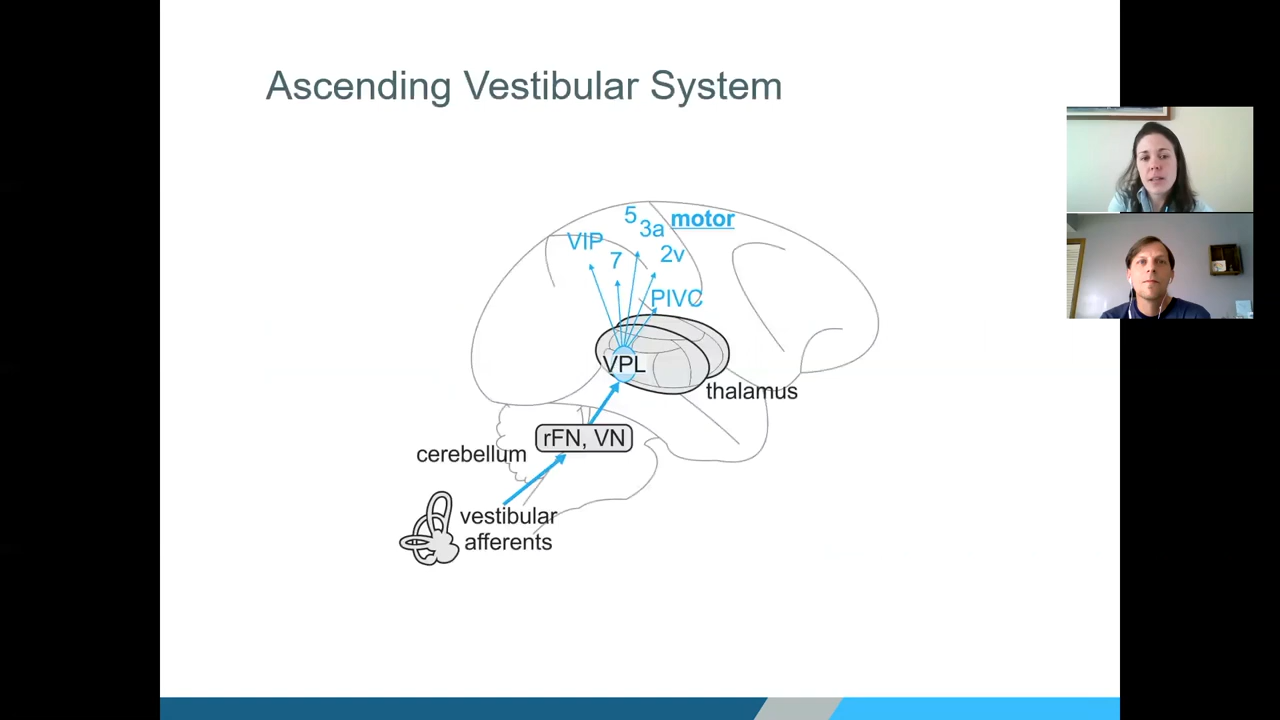 Ascending Vestibular System
5
3a
motor
VIP
7
2v
PIVC
VPL
thalamus
rFN, VN
cerebellum
vestibular
afferents